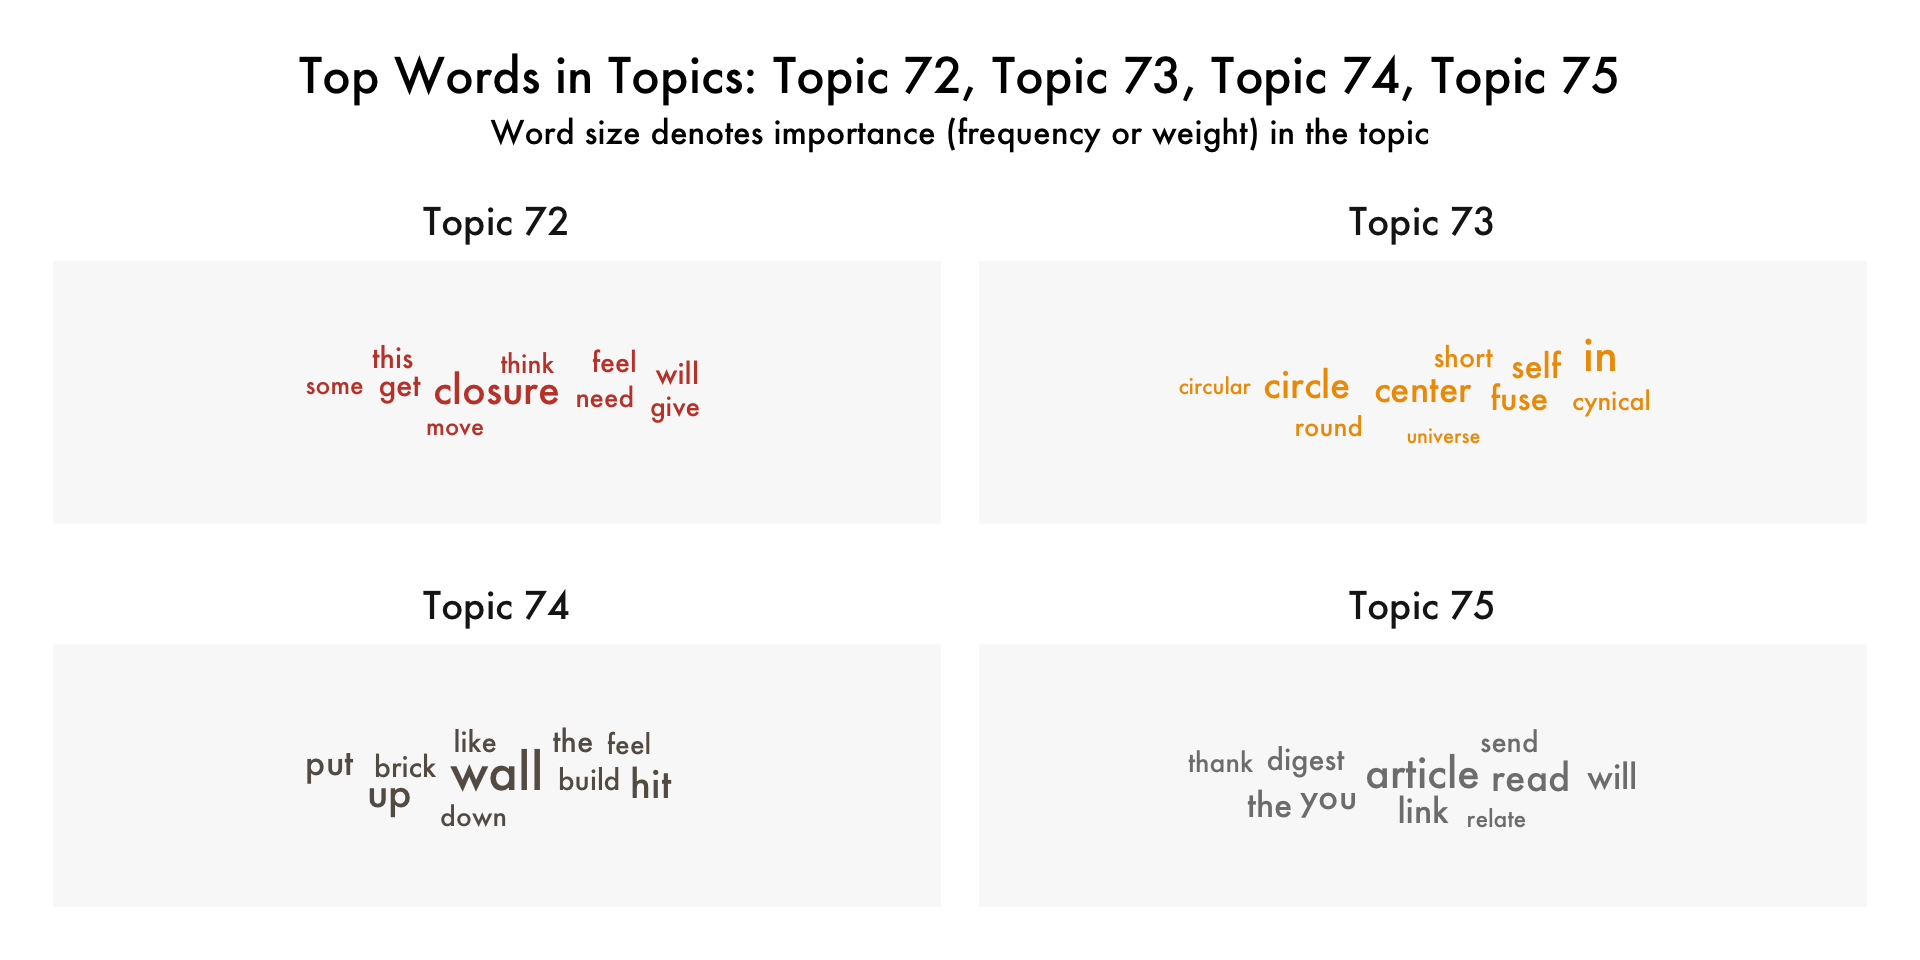 Top Words in Topics: Topic 72, Topic 73, Topic 74, Topic 75
Word size denotes importance (frequency or weight) in the topic
Topic 72
this
think
feel
will
some
get
closure
need
give
move
Topic 73
short
self
in
circular
circle
center
fuse
cynical
round
universe
Topic 74
like
the
feel
put
brick
wall
build
hit
up
down
Topic 75
send
thank
digest
article
read
will
the
you
link
relate